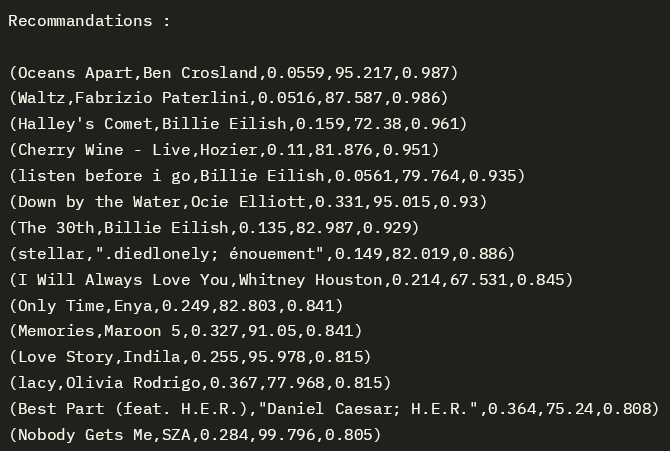 Recommandations :
(Oceans Apart,Ben Crosland,0.0559,95.217,0.987)
(Waltz,Fabrizio Paterlini,0.0516,87.587,0.986)
(Halley's Comet,Billie Eilish,0.159,72.38,0.961)
(Cherry Wine - Live,Hozier,0.11,81.876,0.951)
(listen before i go,Billie Eilish,0.0561,79.764,0.935)
(Down by the Water,Ocie Elliott,0.331,95.015,0.93)
(The 30th,Billie Eilish,0.135,82.987,0.929)
(stellar,".diedlonely; énouement",0.149,82.019,0.886)
(I Will Always Love You,Whitney Houston,0.214,67.531,0.845)
(Only Time,Enya,0.249,82.803,0.841)
(Memories,Maroon 5,0.327,91.05,0.841)
(Love Story,Indila,0.255,95.978,0.815)
(lacy,Olivia Rodrigo,0.367,77.968,0.815)
(Best Part (feat. H.E.R.),"Daniel Caesar; H.E.R.",0.364,75.24,0.808)
(Nobody Gets Me,SZA,0.284,99.796,0.805)